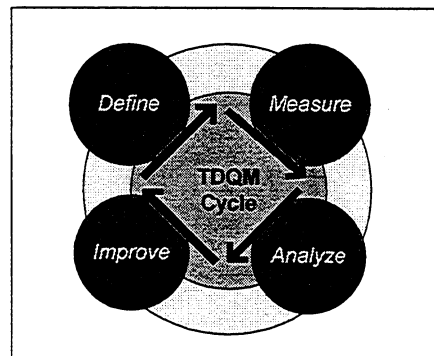 Define
Measure
TDQM
Cycle
Improve
Analyze